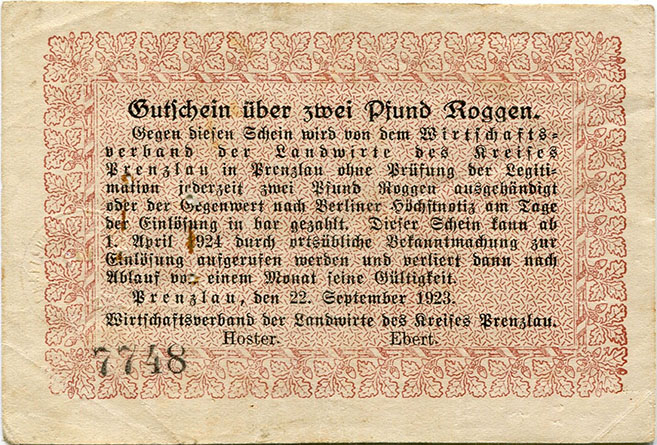 Gutschein über zwei Pfund Roggen.
Gegen diesen Schein wird von dem Wirtschafts-
verband der Landwirte des Kreises
Prenzlau in Prenzlau ohne Prüfung der Legiti-
mation jederzeit zwei Pfund Roggen ausgehändigt
oder der Gegenwert nach Berliner Höchstnotiz am Tage
der Einlösung in bar gezahlt. Dieser Schein kann ab
1. April 1924 durch ortsübliche Bekanntmachung zur
Einlösung aufgerufen werden und verliert dann nach
Ablauf von einem Monat seine Gültigkeit.
Prenzlau, den 22. September 1923.
Wirtschaftsverband der Landwirte des Kreises Prenzlau.
Hoster. Ebert.
7748